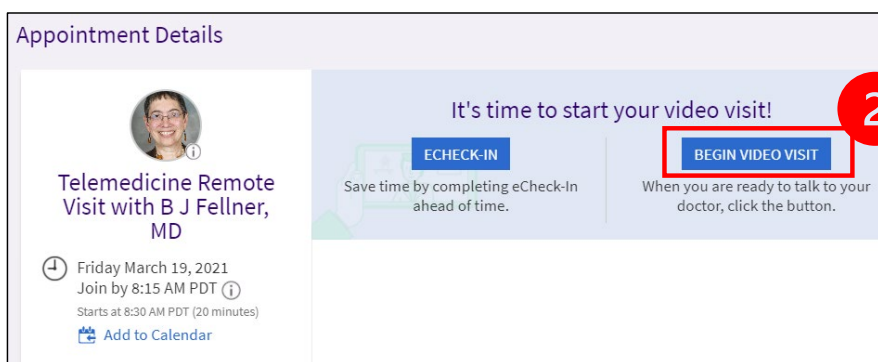 Appointment Details
It's time to start your video visit!
2
ECHECK-IN
BEGIN VIDEO VISIT
Save time by completing eCheck-In
ahead of time.
When you are ready to talk to your
doctor, click the button.
Telemedicine Remote
Visit with B J Fellner,
MD
Friday March 19, 2021
Join by 8:15 AM PDT
Starts at 8:30 AM PDT (20 minutes)
Add to Calendar